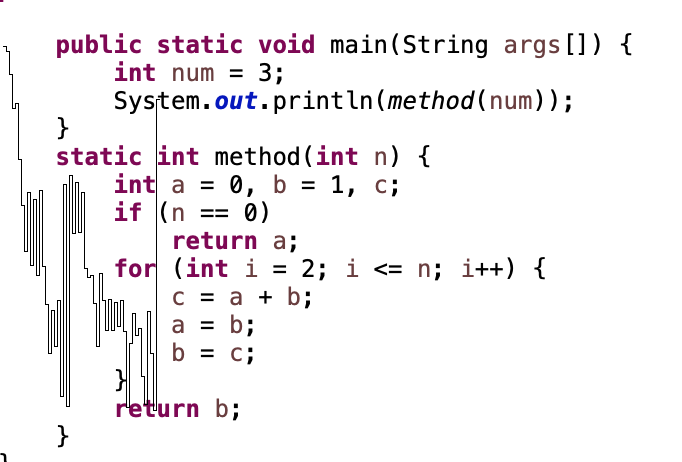 public static void main(String args[]) {
int num = 3;
System.out.println(method(num));
}
static int method(int n) {
int a = 0, b = 1, c;
if (n == 0)
return a;
for (int i = 2; i <= n; i++) {
c = a + b;
a = b;
b = c;
}
return b;
}
}